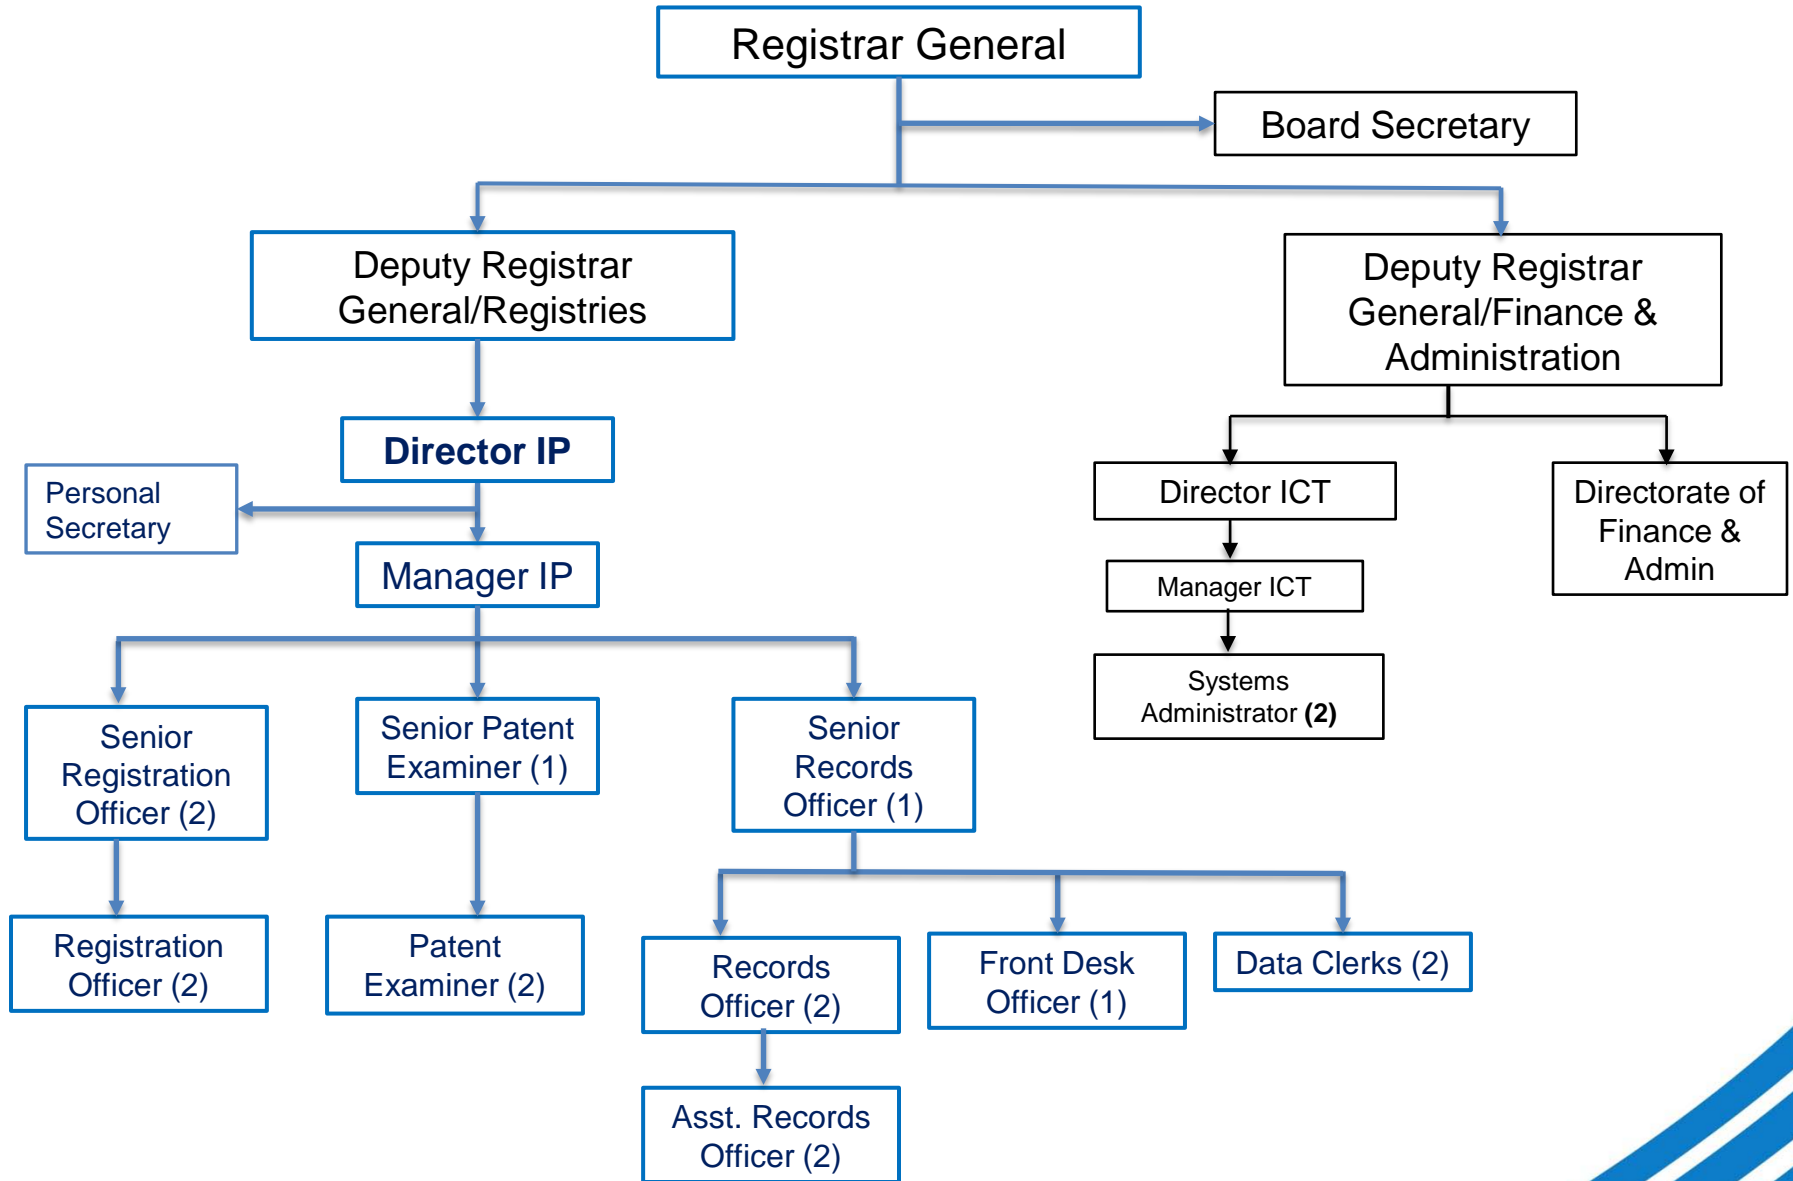 Registrar General
Board Secretary
Deputy Registrar
General/Registries
Deputy Registrar
General/Finance &
Administration
Director IP
Personal
Secretary
Director ICT
Directorate of
Finance &
Admin
Manager IP
Manager ICT
Systems
Administrator (2)
Senior
Registration
Officer (2)
Senior Patent
Examiner (1)
Senior
Records
Officer (1)
Registration
Officer (2)
Patent
Examiner (2)
Records
Officer (2)
Front Desk
Officer (1)
Data Clerks (2)
Asst. Records
Officer (2)